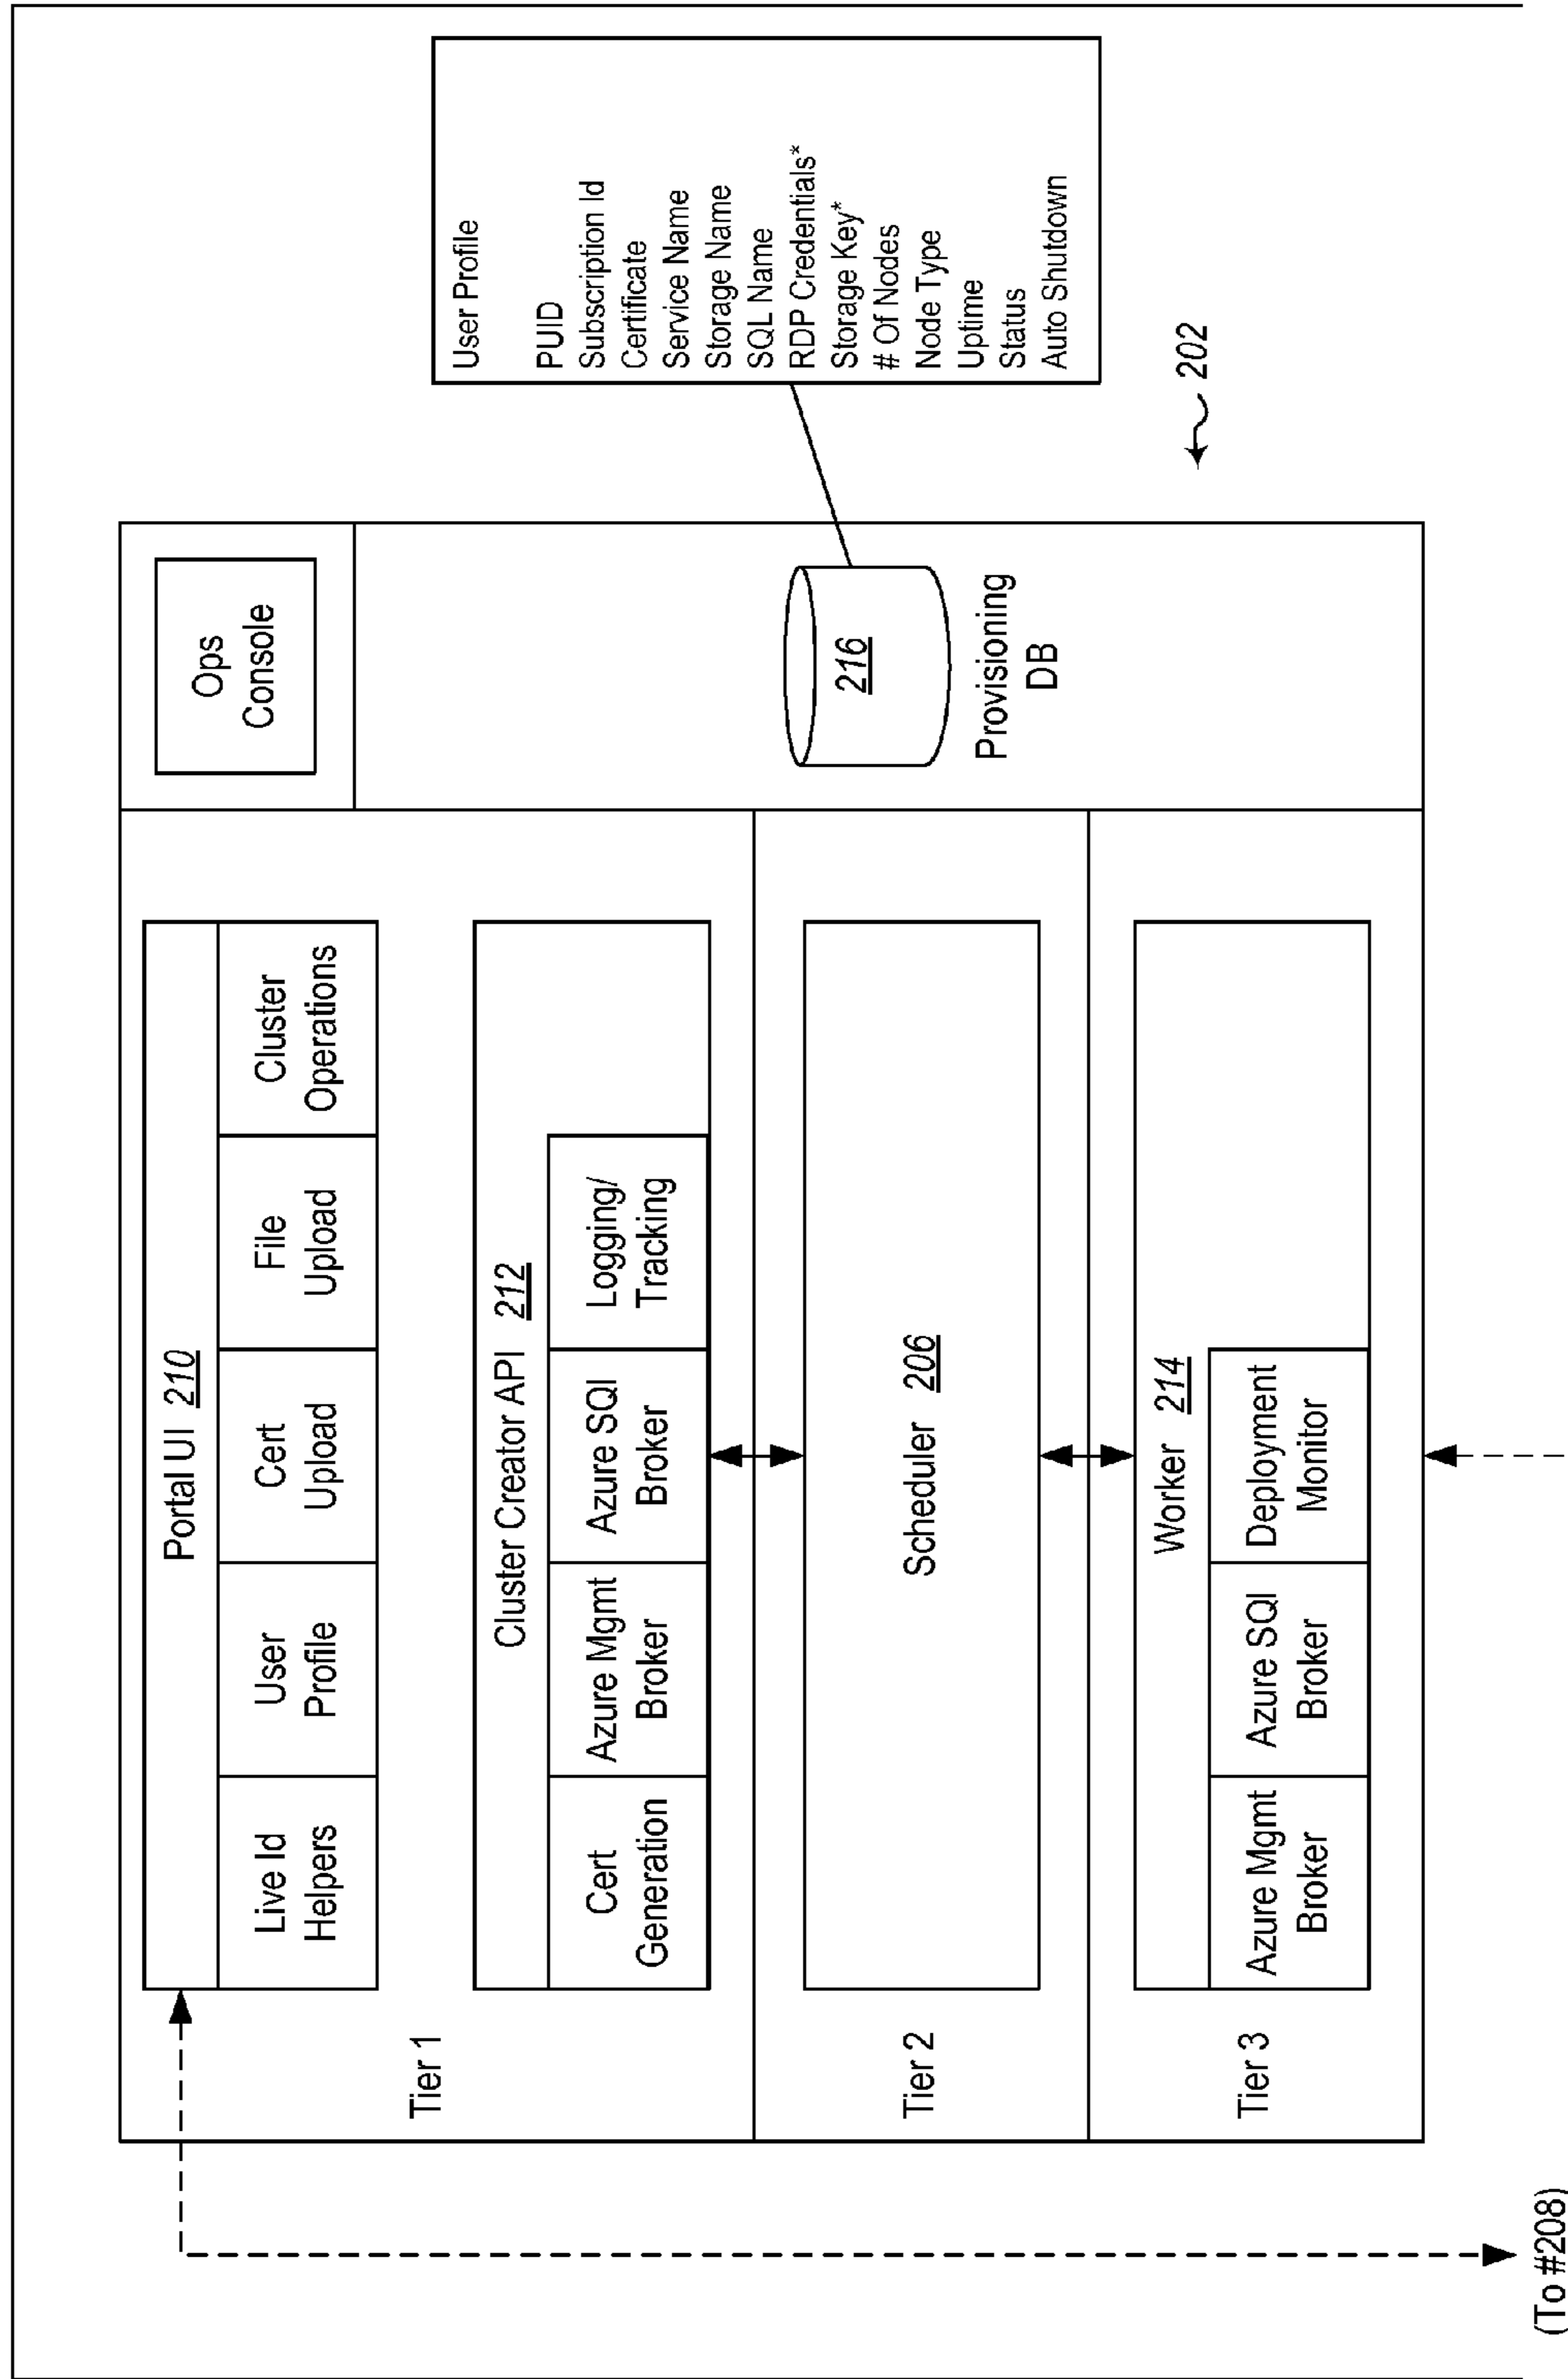 Portal UI 210
Live Id
Helpers
User
Profile
Cert
Upload
File
Upload
Cluster
Operations
Tier 1
Cluster Creator API 212
Cert
Generation
Azure Mgmt
Broker
Azure SQl
Broker
Logging/
Tracking
Tier 2
Scheduler 206
Tier 3
Worker 214
Azure Mgmt
Broker
Azure SQl
Broker
Deployment
Monitor
Ops
Console
216
Provisioning
DB
User Profile
PUID
Subscription Id
Certificate
Service Name
Storage Name
SQL Name
RDP Credentials*
Storage Key*
# Of Nodes
Node Type
Uptime
Status
Auto Shutdown
202
(To #208)